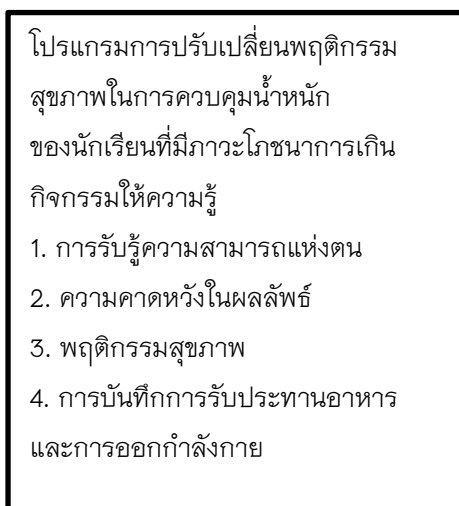 โปรแกรมการปรับเปลี่ยนพฤติกรรม
สุขภาพในการควบคุมน้ำหนัก
ของนักเรียนที่มีภาวะโภชนาการเกิน
กิจกรรมให้ความรู้
1. การรับรู้ความสามารถแห่งตน
2. ความคาดหวังในผลลัพธ์
3. พฤติกรรมสุขภาพ
4. การบันทึกการรับประทานอาหาร
และการออกกำลังกาย